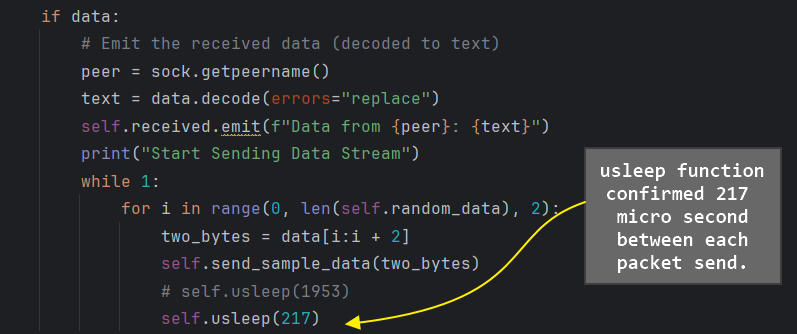 if data:
# Emit the received data (decoded to text)
peer = sock.getpeername()
text = data.decode(errors="replace")
self.received.emit(f"Data from {peer}: {text}")
print("Start Sending Data Stream")
while 1:
for i in range(0, len(self.random_data), 2):
two_bytes = data[i:i + 2]
self.send_sample_data(two_bytes)
# self.usleep(1953)
self.usleep(217)
usleep function
confirmed 217
micro second
between each
packet send.